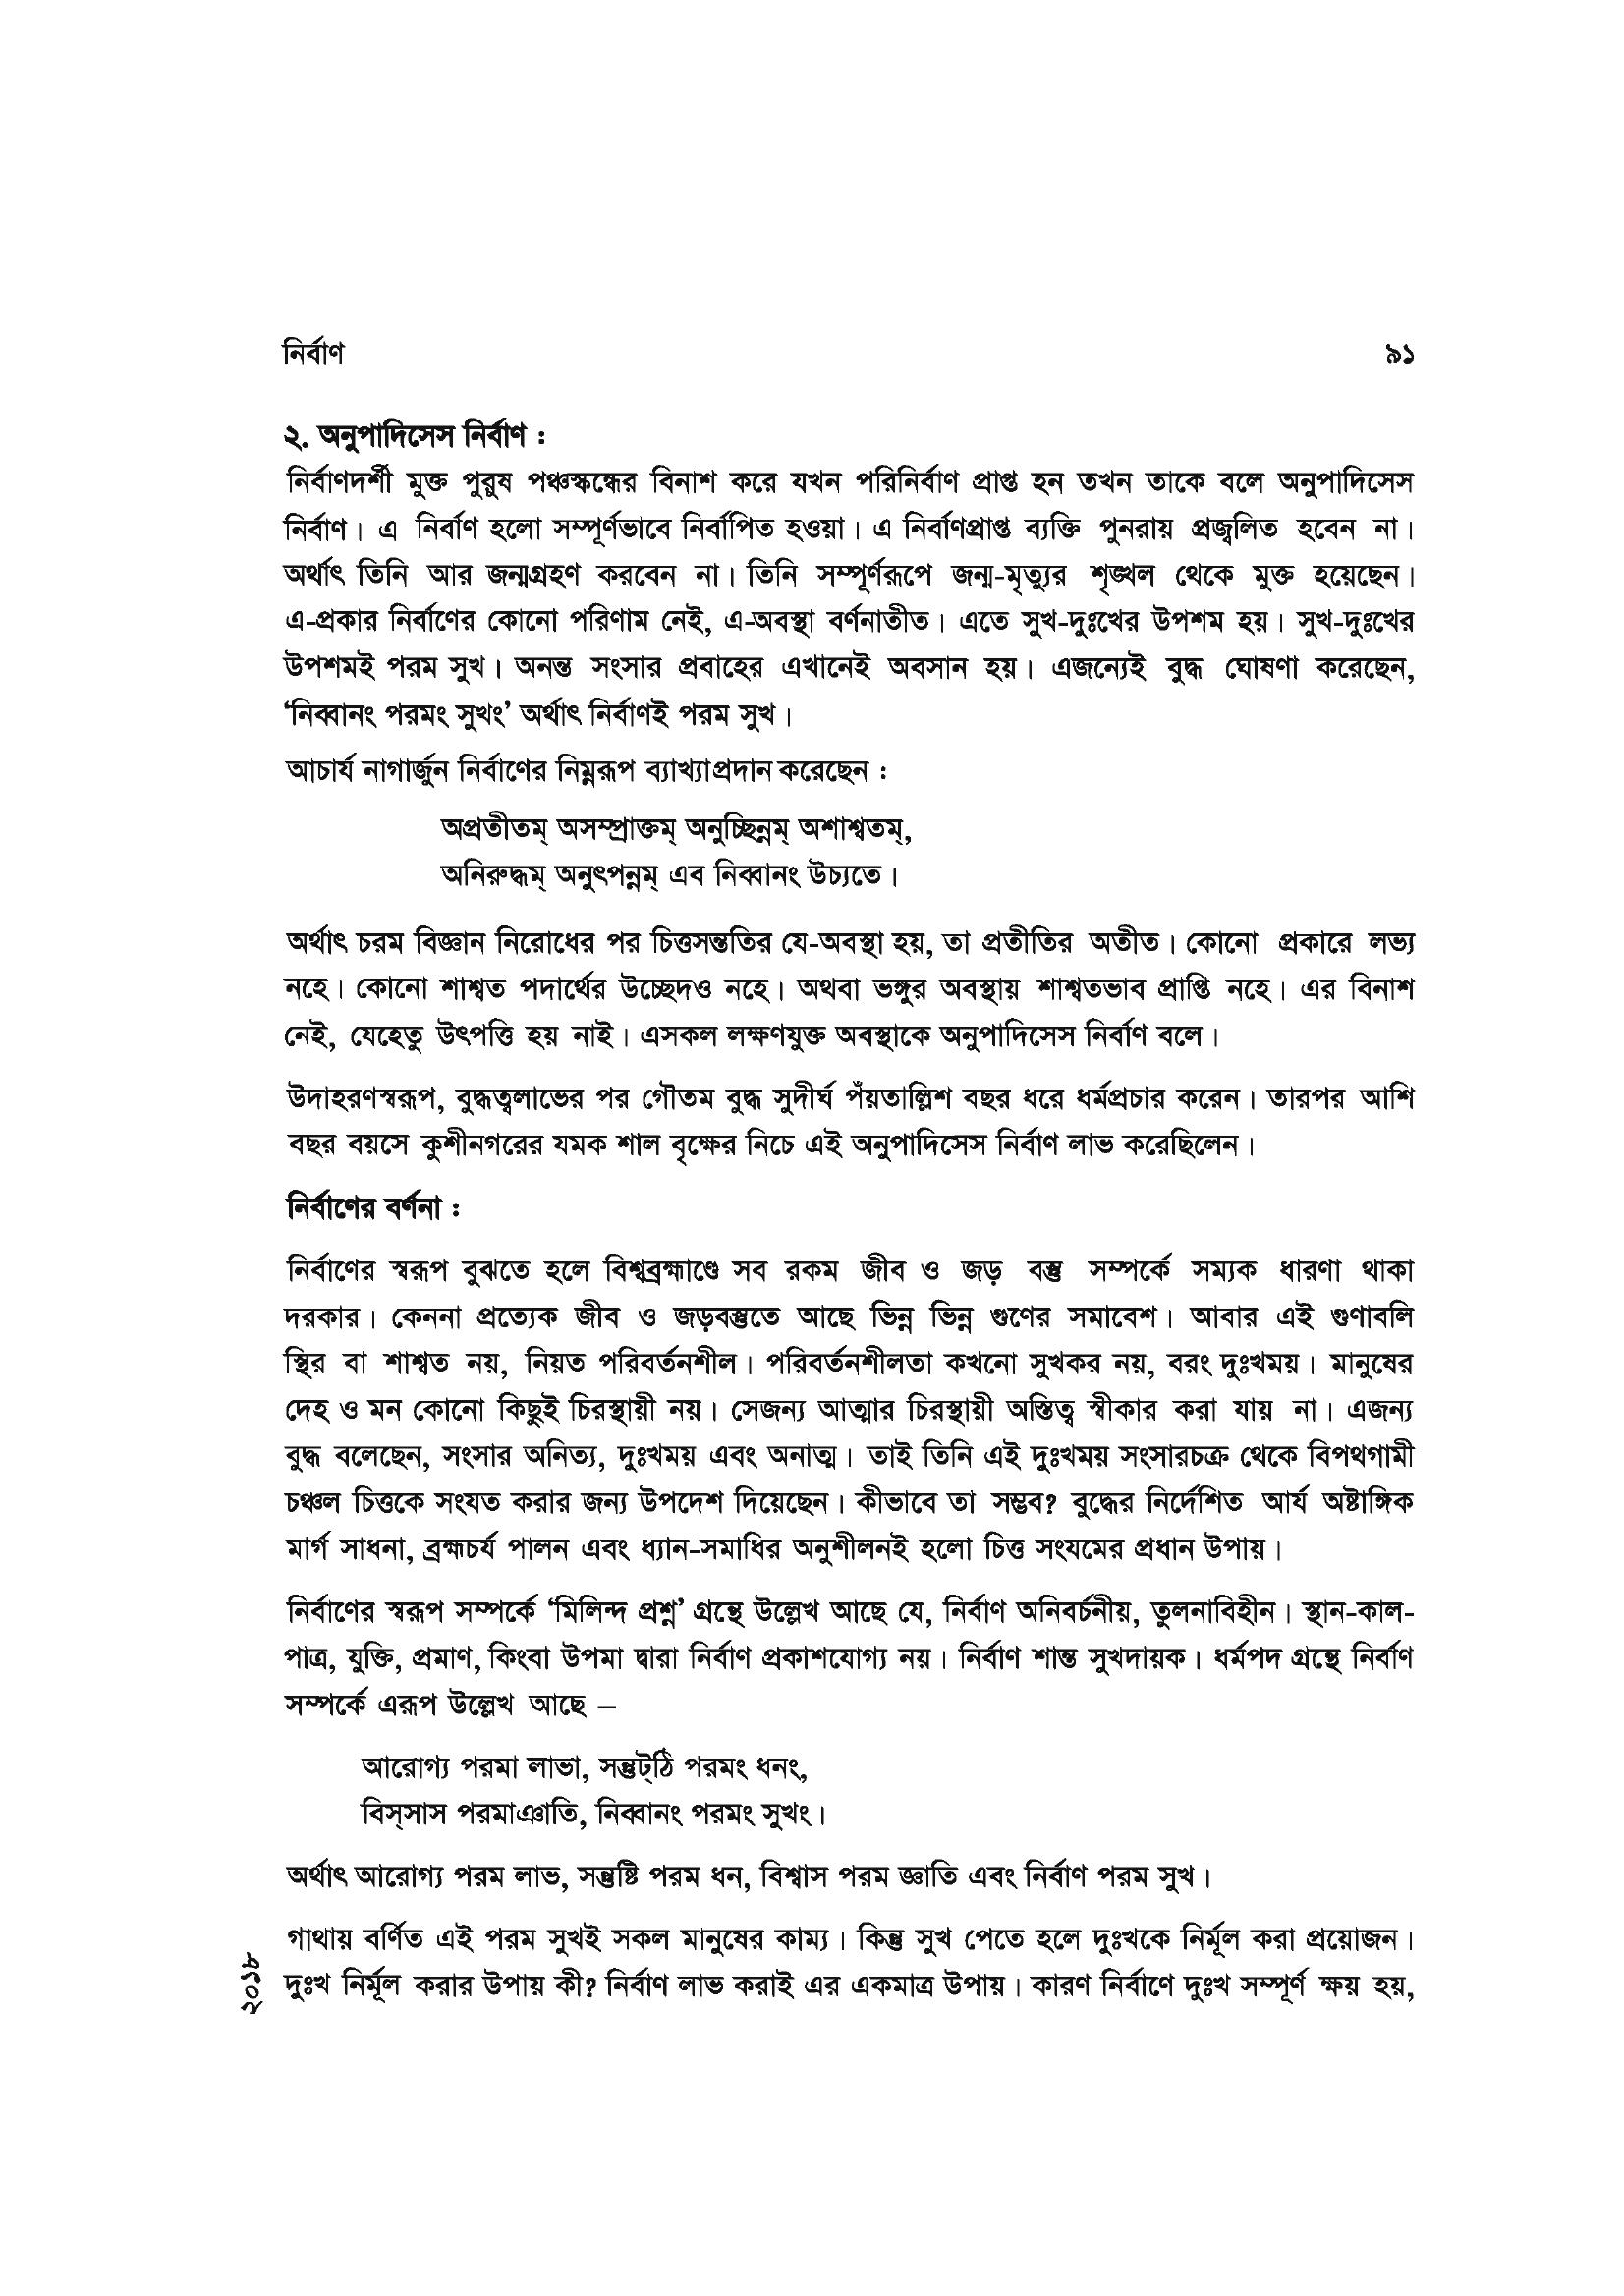 নির্বাণ ৯১
২. অনুপাদিসেস নির্বাণ :
নির্বাণদর্শী মুক্ত পুরুষ পঞ্চস্কন্ধের বিনাশ করে যখন পরিনির্বাণ প্রাপ্ত হন তখন তাকে বলে অনুপাদিসেস
নির্বাণ। এ নির্বাণ হলো সম্পূর্ণভাবে নির্বাপিত হওয়া। এ নির্বাণপ্রাপ্ত ব্যক্তি পুনরায় প্রজ্বলিত হবেন না।
অর্থাৎ তিনি আর জন্মগ্রহণ করবেন না। তিনি সম্পূর্ণরূপে জন্ম-মৃত্যুর শৃঙ্খল থেকে মুক্ত হয়েছেন।
এ-প্রকার নির্বাণের কোনো পরিণাম নেই, এ-অবস্থা বর্ণনাতীত। এতে সুখ-দুঃখের উপশম হয়। সুখ-দুঃখের
উপশমই পরম সুখ। অনন্ত সংসার প্রবাহের এখানেই অবসান হয়। এজন্যেই বুদ্ধ ঘোষণা করেছেন,
‘নিব্বানং পরমং সুখং’ অর্থাৎ নির্বাণই পরম সুখ।
আচার্য নাগার্জুন নির্বাণের নিম্নরূপ ব্যাখ্যাপ্রদান করেছেন :
অপ্রতীতম্ অসম্প্রাক্তম্ অনুচ্ছিন্নম্ অশাশ্বতম্,
অনিরুদ্ধম্ অনুৎপন্নম্ এব নিব্বানং উচ্যতে।
অর্থাৎ চরম বিজ্ঞান নিরোধের পর চিত্তসন্ততির যে-অবস্থা হয়, তা প্রতীতির অতীত। কোনো প্রকারে লভ্য
নহে। কোনো শাশ্বত পদার্থের উচ্ছেদও নহে। অথবা ভঙ্গুর অবস্থায় শাশ্বতভাব প্রাপ্তি নহে। এর বিনাশ
নেই, যেহেতু উৎপত্তি হয় নাই। এসকল লক্ষণযুক্ত অবস্থাকে অনুপাদিসেস নির্বাণ বলে।
উদাহরণস্বরূপ, বুদ্ধত্বলাভের পর গৌতম বুদ্ধ সুদীর্ঘ পঁয়তাল্লিশ বছর ধরে ধর্মপ্রচার করেন। তারপর আশি
বছর বয়সে কুশীনগরের যমক শাল বৃক্ষের নিচে এই অনুপাদিসেস নির্বাণ লাভ করেছিলেন।
নির্বাণের বর্ণনা :
নির্বাণের স্বরূপ বুঝতে হলে বিশ্বব্রহ্মাণ্ডে সব রকম জীব ও জড় বস্তু সম্পর্কে সম্যক ধারণা থাকা
দরকার। কেননা প্রত্যেক জীব ও জড়বস্তুতে আছে ভিন্ন ভিন্ন গুণের সমাবেশ। আবার এই গুণাবলি
স্থির বা শাশ্বত নয়, নিয়ত পরিবর্তনশীল। পরিবর্তনশীলতা কখনো সুখকর নয়, বরং দুঃখময়। মানুষের
দেহ ও মন কোনো কিছুই চিরস্থায়ী নয়। সেজন্য আত্মার চিরস্থায়ী অস্তিত্ব স্বীকার করা যায় না। এজন্য
বুদ্ধ বলেছেন, সংসার অনিত্য, দুঃখময় এবং অনাত্ম। তাই তিনি এই দুঃখময় সংসারচক্র থেকে বিপথগামী
চঞ্চল চিত্তকে সংযত করার জন্য উপদেশ দিয়েছেন। কীভাবে তা সম্ভব? বুদ্ধের নির্দেশিত আর্য অষ্টাঙ্গিক
মার্গ সাধনা, ব্রহ্মচর্য পালন এবং ধ্যান-সমাধির অনুশীলনই হলো চিত্ত সংযমের প্রধান উপায়।
নির্বাণের স্বরূপ সম্পর্কে ‘মিলিন্দ প্রশ্ন’ গ্রন্থে উল্লেখ আছে যে, নির্বাণ অনিবর্চনীয়, তুলনাবিহীন। স্থান-কাল-
পাত্র, যুক্তি, প্রমাণ, কিংবা উপমা দ্বারা নির্বাণ প্রকাশযোগ্য নয়। নির্বাণ শান্ত সুখদায়ক। ধর্মপদ গ্রন্থে নির্বাণ
সম্পর্কে এরূপ উল্লেখ আছে –
আরোগ্য পরমা লাভা, সন্তুট্‌ঠি পরমং ধনং,
বিস্‌সাস পরমাঞাতি, নিব্বানং পরমং সুখং।
অর্থাৎ আরোগ্য পরম লাভ, সন্তুষ্টি পরম ধন, বিশ্বাস পরম জ্ঞাতি এবং নির্বাণ পরম সুখ।
গাথায় বর্ণিত এই পরম সুখই সকল মানুষের কাম্য। কিন্তু সুখ পেতে হলে দুঃখকে নির্মূল করা প্রয়োজন।
দুঃখ নির্মূল করার উপায় কী? নির্বাণ লাভ করাই এর একমাত্র উপায়। কারণ নির্বাণে দুঃখ সম্পূর্ণ ক্ষয় হয়,
২০১৮